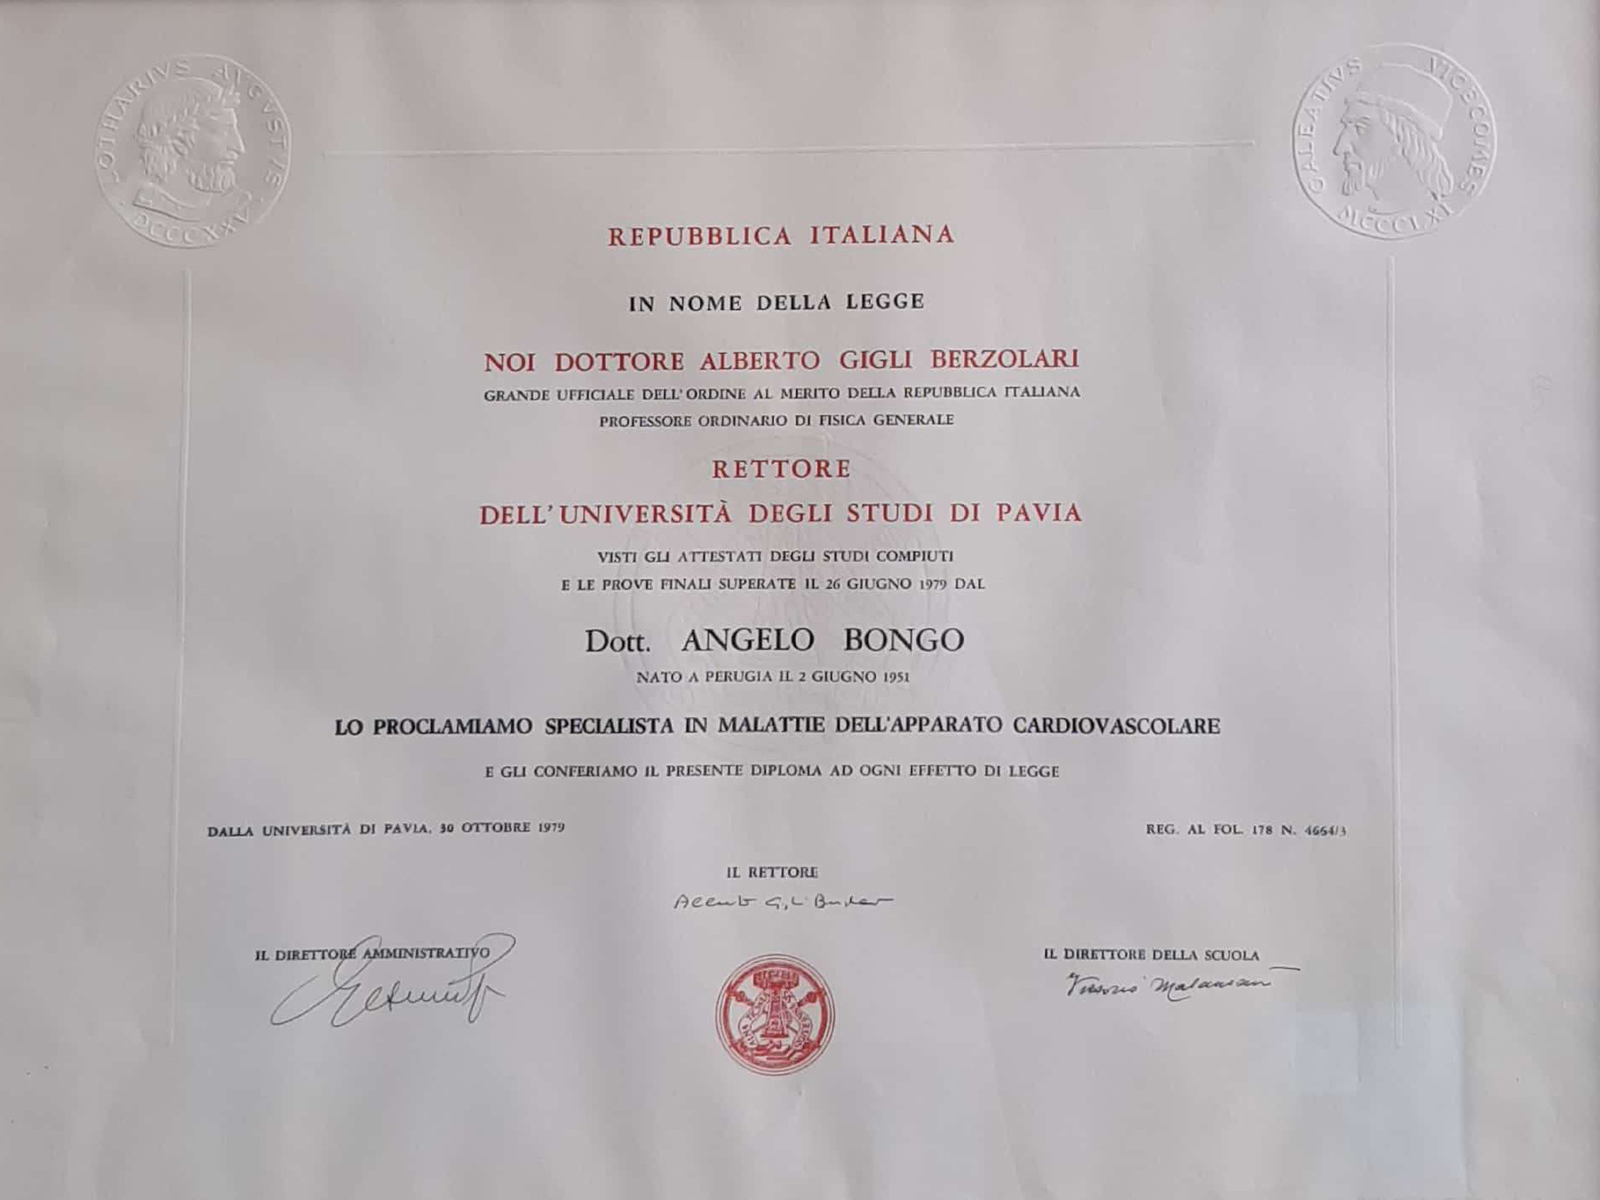 LOTHARIVS AVGVSTVS
DCCCXXV
GALEATIVS VICECOMES
MCCCLXI
REPUBBLICA ITALIANA
IN NOME DELLA LEGGE
NOI DOTTORE ALBERTO GIGLI BERZOLARI
GRANDE UFFICIALE DELL'ORDINE AL MERITO DELLA REPUBBLICA ITALIANA
PROFESSORE ORDINARIO DI FISICA GENERALE
RETTORE
DELL'UNIVERSITÀ DEGLI STUDI DI PAVIA
VISTI GLI ATTESTATI DEGLI STUDI COMPIUTI
E LE PROVE FINALI SUPERATE IL 26 GIUGNO 1979 DAL
Dott. ANGELO BONGO
NATO A PERUGIA IL 2 GIUGNO 1951
LO PROCLAMIAMO SPECIALISTA IN MALATTIE DELL'APPARATO CARDIOVASCOLARE
E GLI CONFERIAMO IL PRESENTE DIPLOMA AD OGNI EFFETTO DI LEGGE
DALLA UNIVERSITÀ DI PAVIA, 30 OTTOBRE 1979
REG. AL FOL. 178 N. 4664/3
IL RETTORE
IL DIRETTORE AMMINISTRATIVO
IL DIRETTORE DELLA SCUOLA